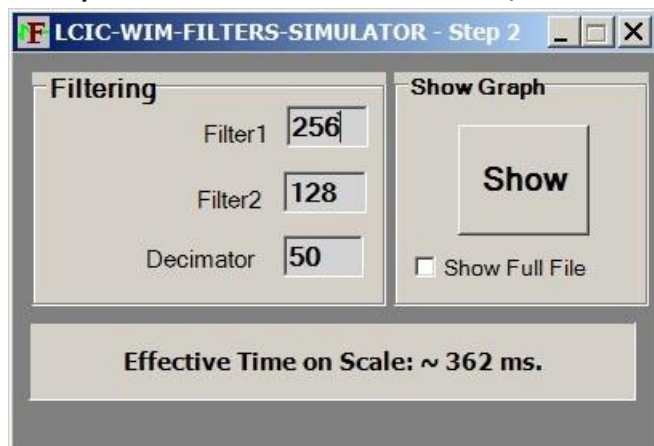 LCIC-WIM-FILTERS-SIMULATOR - Step 2
Filtering
Filter1 256
Filter2 128
Decimator 50
Show Graph
Show
Show Full File
Effective Time on Scale: ~ 362 ms.